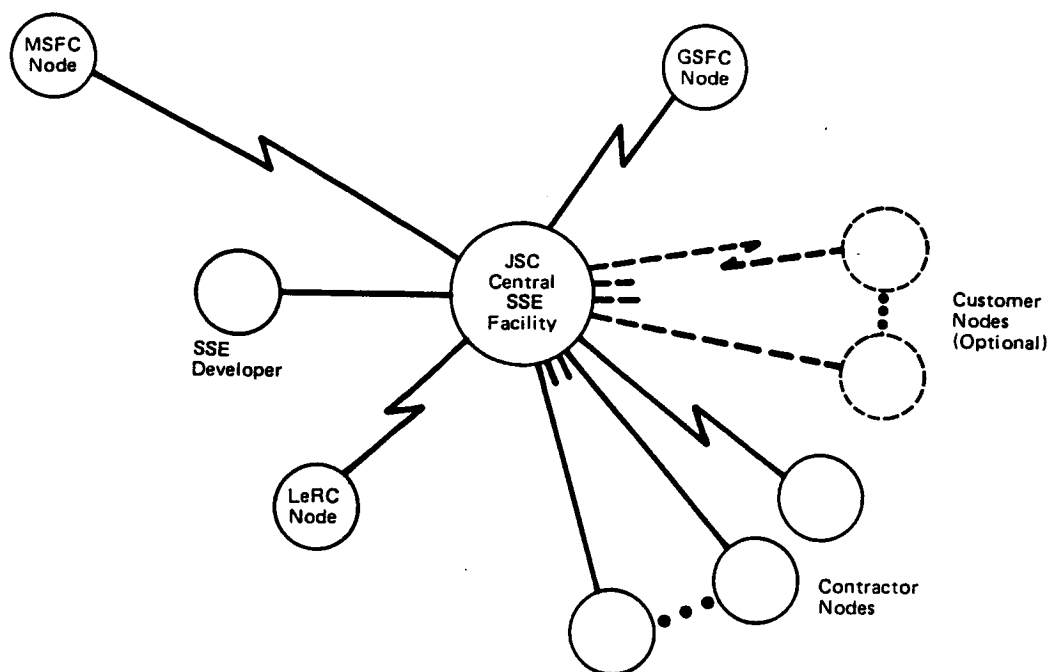 MSFC
Node
GSFC
Node
JSC
Central
SSE
Facility
Customer
Nodes
(Optional)
SSE
Developer
LeRC
Node
Contractor
Nodes